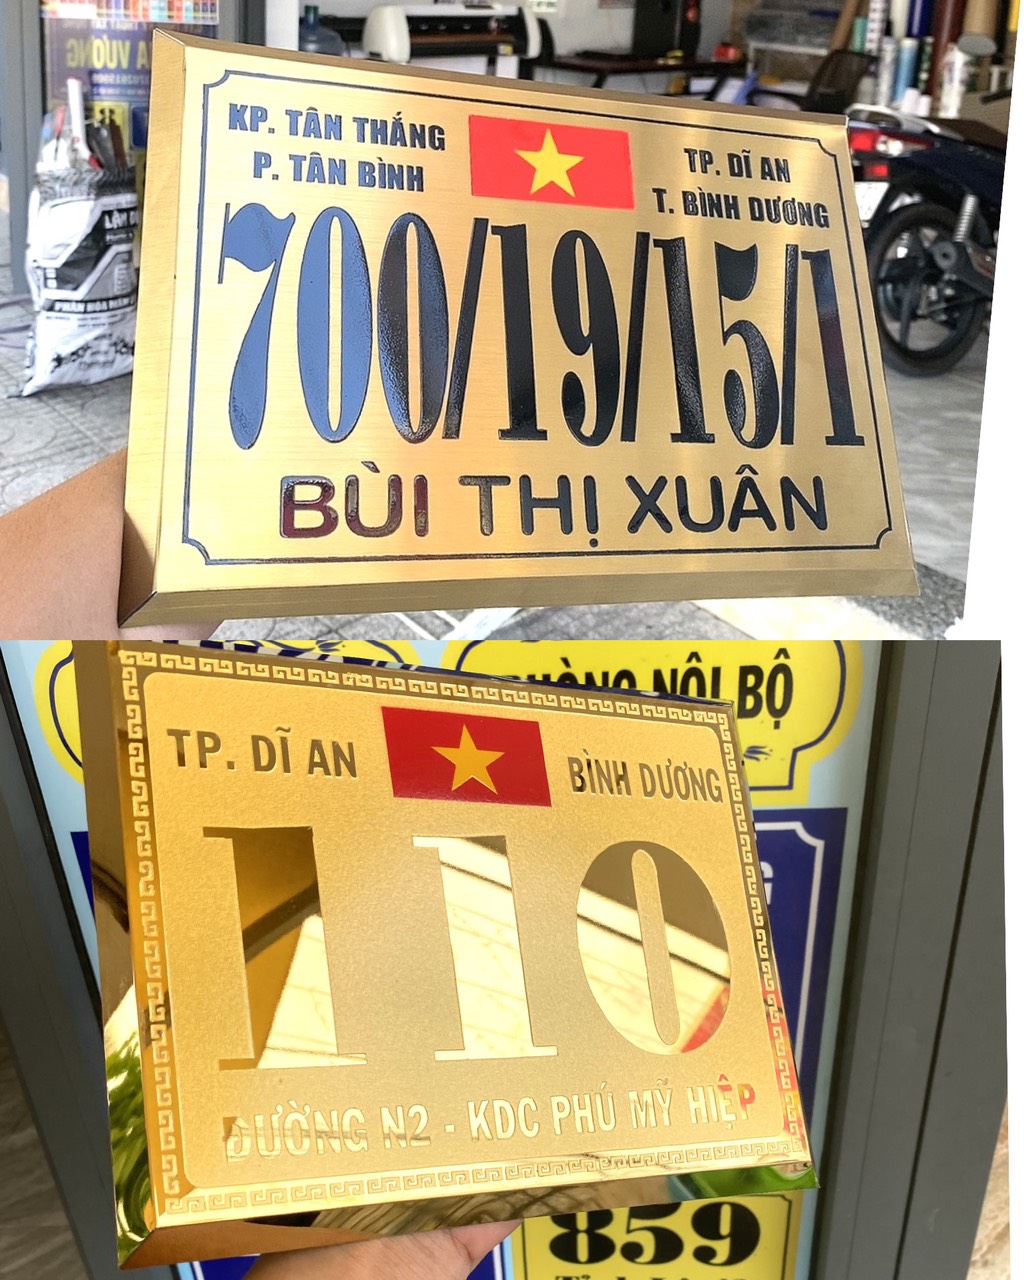 VƯƠNG
KP. TÂN THẮNG
P. TÂN BÌNH
TP. DĨ AN
T. BÌNH DƯƠNG
700/19/15/1
BÙI THỊ XUÂN
PHÒNG NỘI BỘ
TP. DĨ AN
BÌNH DƯƠNG
110
ĐƯỜNG N2 - KDC PHÚ MỸ HIỆP
859